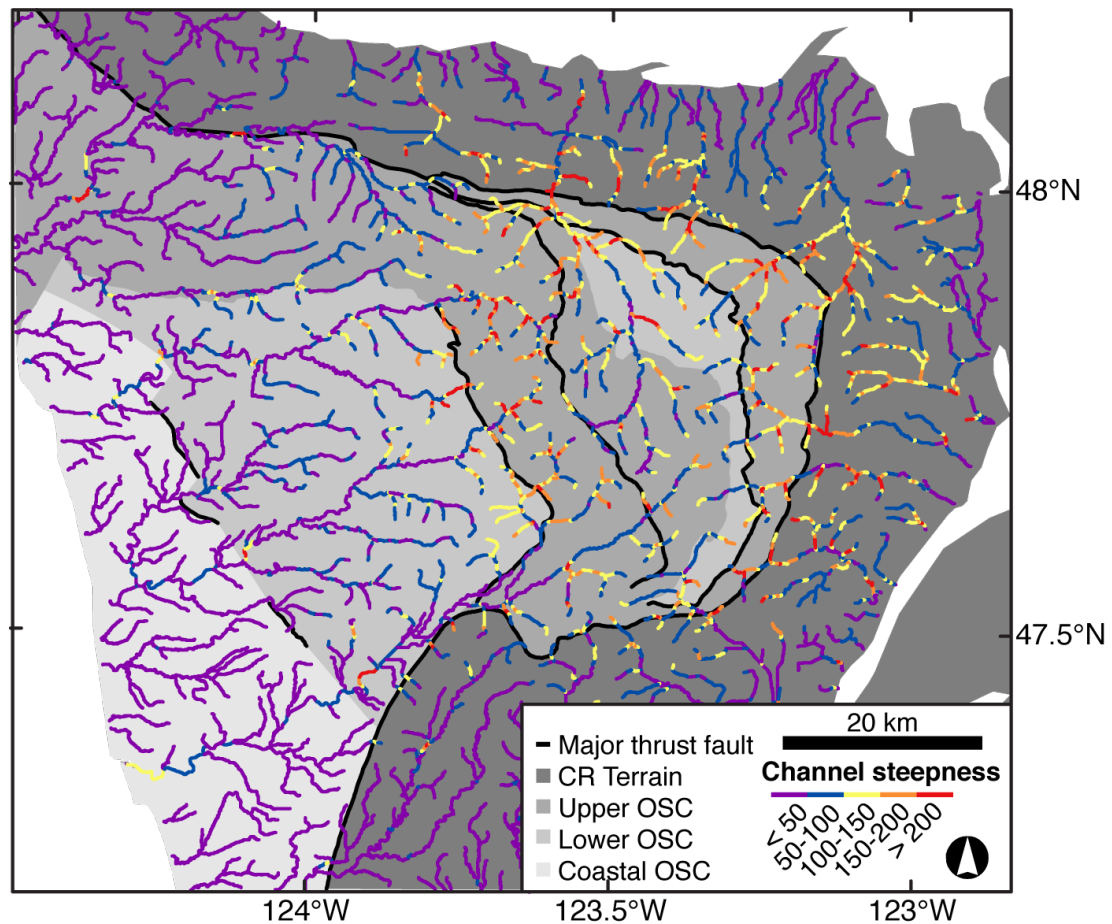 48°N
47.5°N
20 km
Major thrust fault
CR Terrain
Upper OSC
Lower OSC
Coastal OSC
Channel steepness
< 50
50-100
100-150
150-200
> 200
124°W
123.5°W
123°W